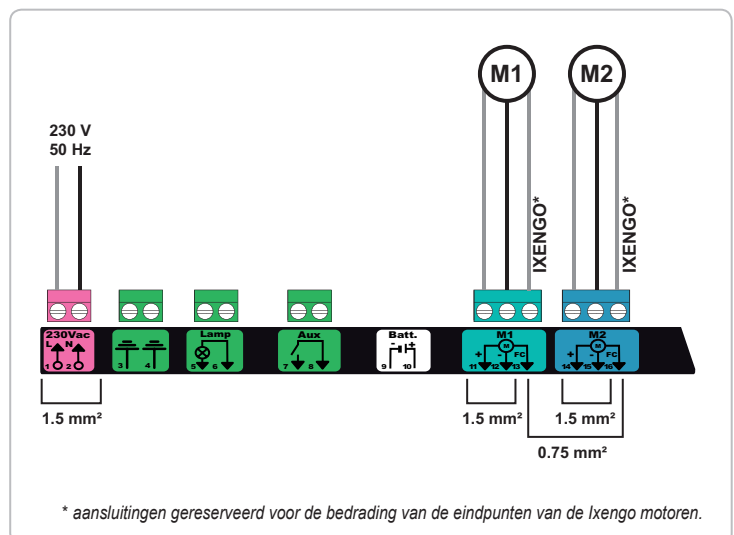 M1
M2
230 V
50 Hz
IXENGO*
IXENGO*
230Vac
L N
1 2
3 4
Lamp
5 6
Aux
7 8
Batt.
- +
9 10
M1
M
+ - FC
11 12 13
M2
M
+ - FC
14 15 16
1.5 mm²
1.5 mm²
1.5 mm²
0.75 mm²
* aansluitingen gereserveerd voor de bedrading van de eindpunten van de Ixengo motoren.